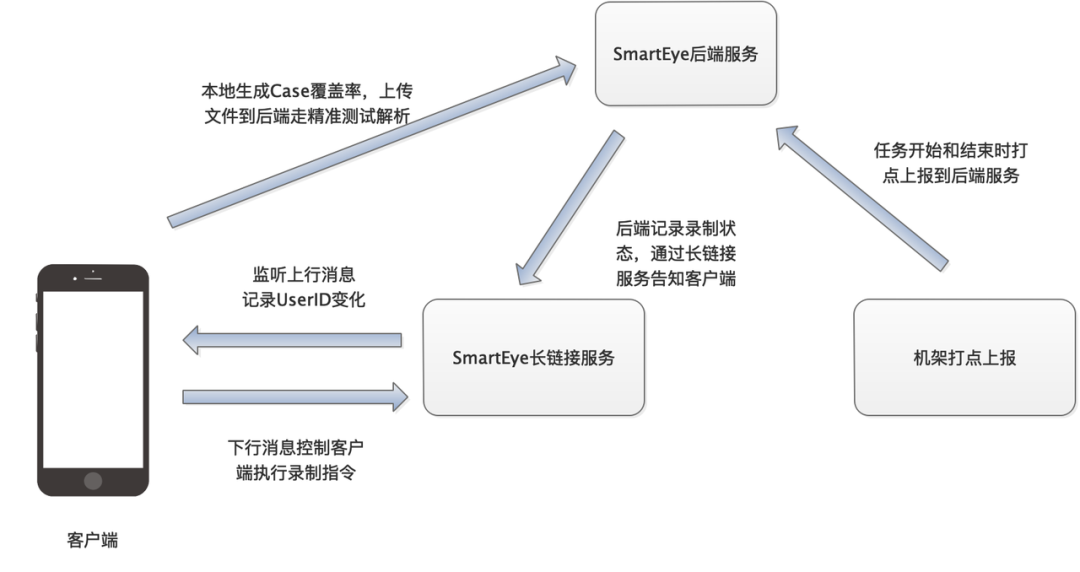 SmartEye后端服务
本地生成Case覆盖率，上传
文件到后端走精准测试解析
任务开始和结束时打
点上报到后端服务
后端记录录制状
态，通过长链接
服务告知客户端
监听上行消息
记录UserID变化
SmartEye长链接服务
机架打点上报
下行消息控制客户
端执行录制指令
客户端